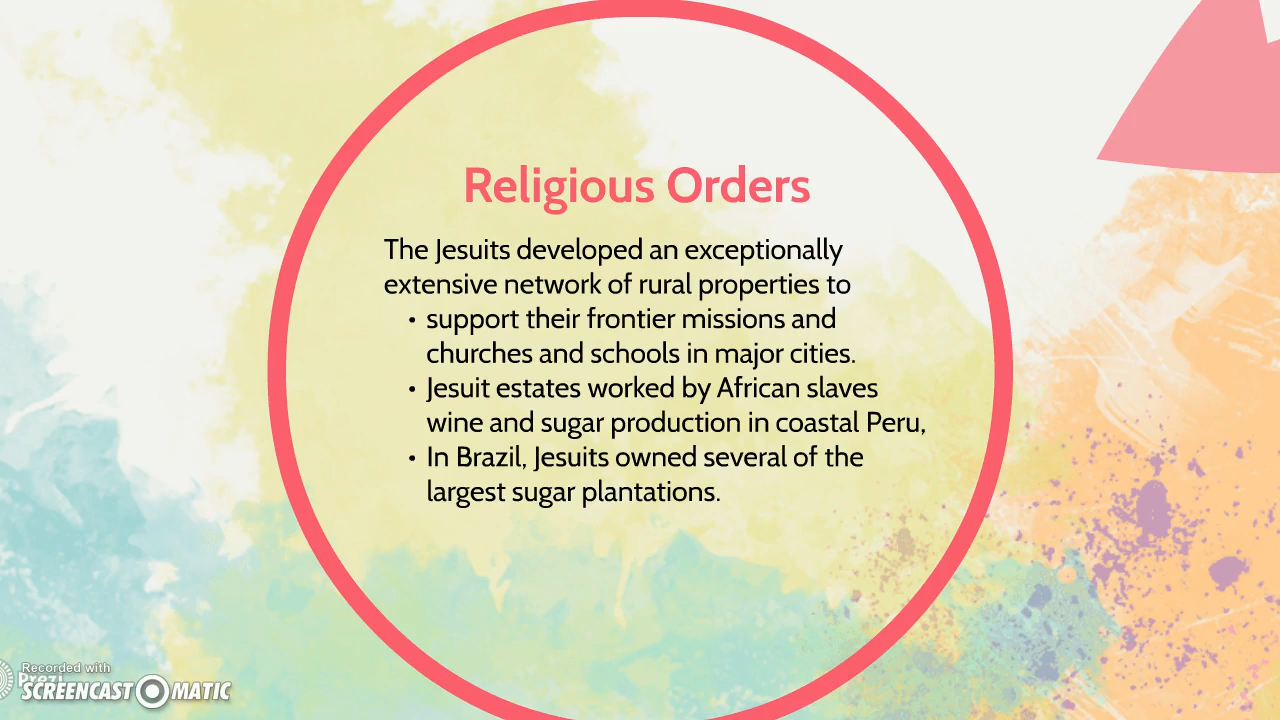 Religious Orders
The Jesuits developed an exceptionally
extensive network of rural properties to
• support their frontier missions and
churches and schools in major cities.
• Jesuit estates worked by African slaves
wine and sugar production in coastal Peru,
• In Brazil, Jesuits owned several of the
largest sugar plantations.
Recorded with
Prezi
SCREENCAST MATIC